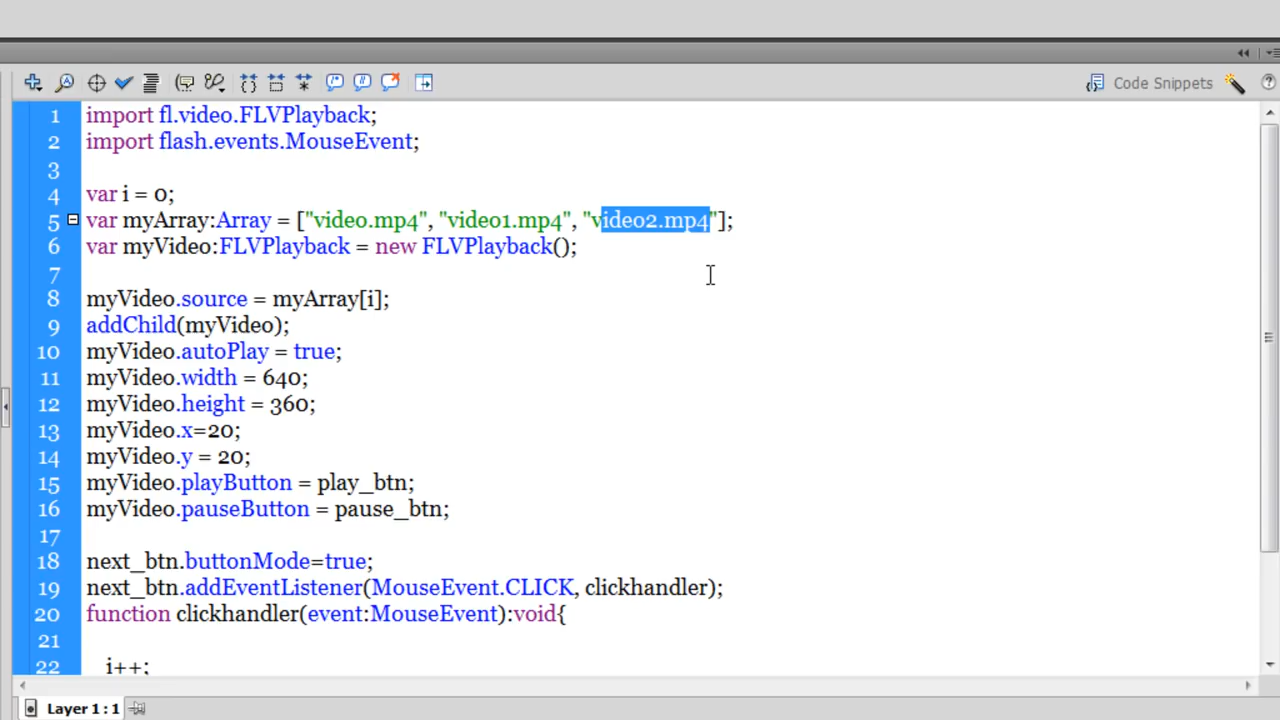 Code Snippets
1 import fl.video.FLVPlayback;
2 import flash.events.MouseEvent;
3
4 var i = 0;
5 var myArray:Array = ["video.mp4", "video1.mp4", "video2.mp4"];
6 var myVideo:FLVPlayback = new FLVPlayback();
7
8 myVideo.source = myArray[i];
9 addChild(myVideo);
10 myVideo.autoPlay = true;
11 myVideo.width = 640;
12 myVideo.height = 360;
13 myVideo.x=20;
14 myVideo.y = 20;
15 myVideo.playButton = play_btn;
16 myVideo.pauseButton = pause_btn;
17
18 next_btn.buttonMode=true;
19 next_btn.addEventListener(MouseEvent.CLICK, clickhandler);
20 function clickhandler(event:MouseEvent):void{
21
22 i++;
Layer 1 : 1